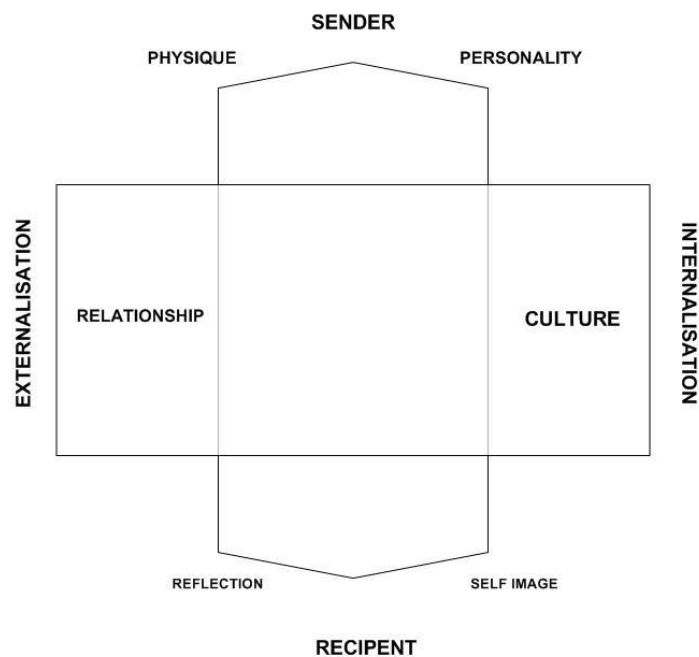 SENDER
PHYSIQUE
PERSONALITY
EXTERNALISATION
INTERNALISATION
RELATIONSHIP
CULTURE
REFLECTION
SELF IMAGE
RECIPENT